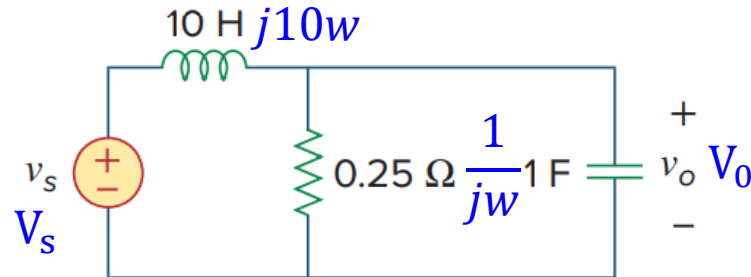 10 H j10w
+
v_s + −
V_s
0.25 Ω 1/jw 1 F
v_o V_0
−